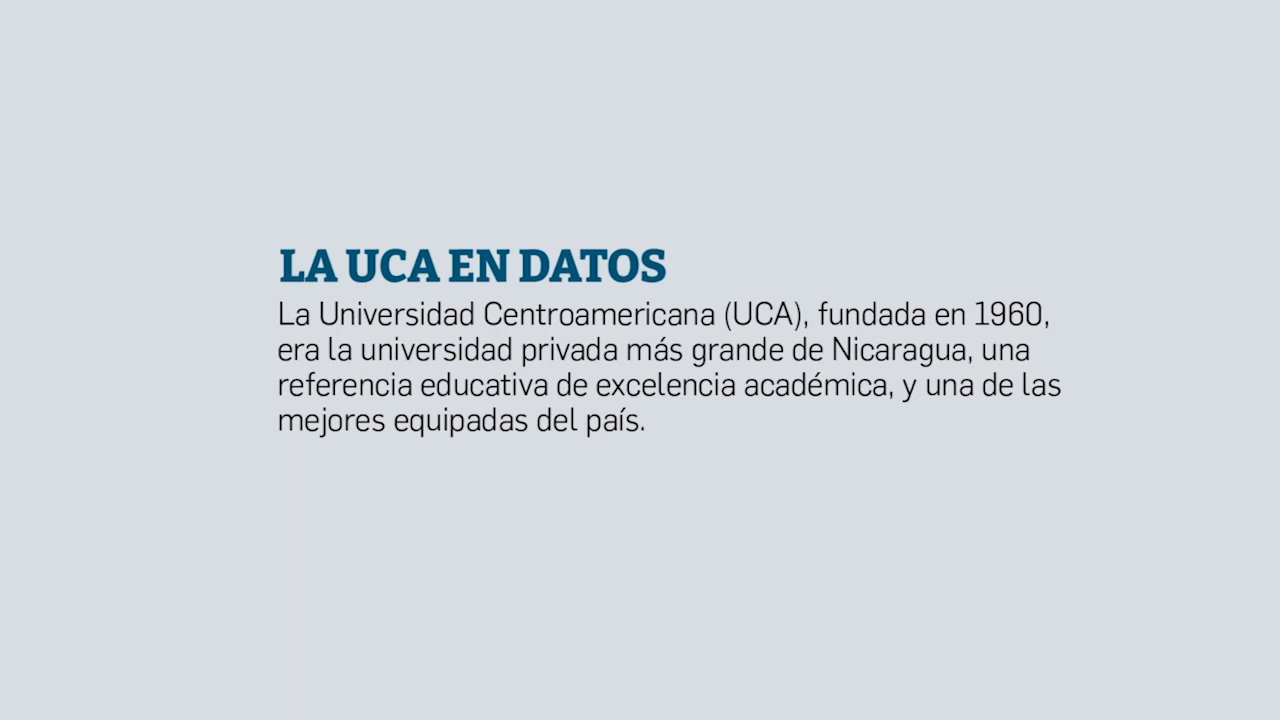 LA UCA EN DATOS
La Universidad Centroamericana (UCA), fundada en 1960,
era la universidad privada más grande de Nicaragua, una
referencia educativa de excelencia académica, y una de las
mejores equipadas del país.